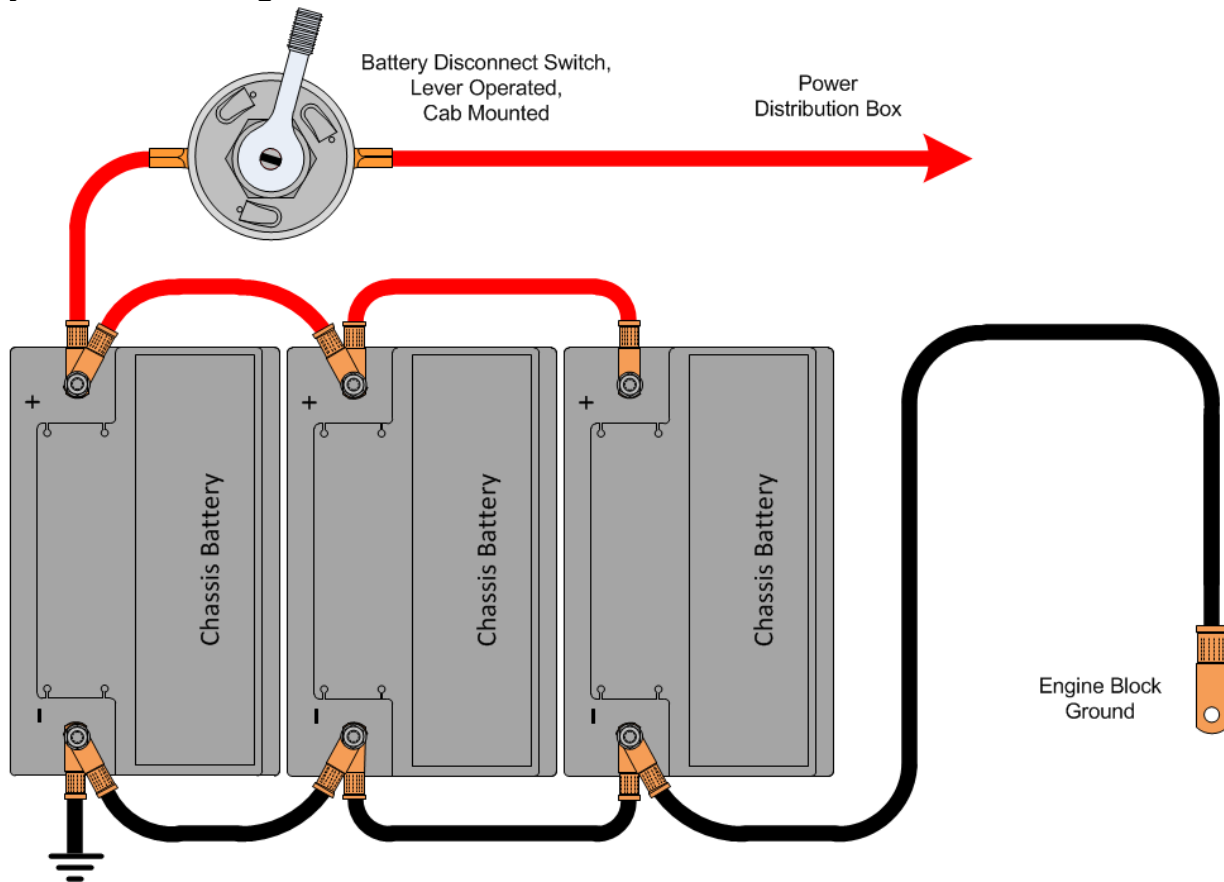 Battery Disconnect Switch,
Lever Operated,
Cab Mounted
Power
Distribution Box
+
+
+
Chassis Battery
Chassis Battery
Chassis Battery
-
-
-
Engine Block
Ground